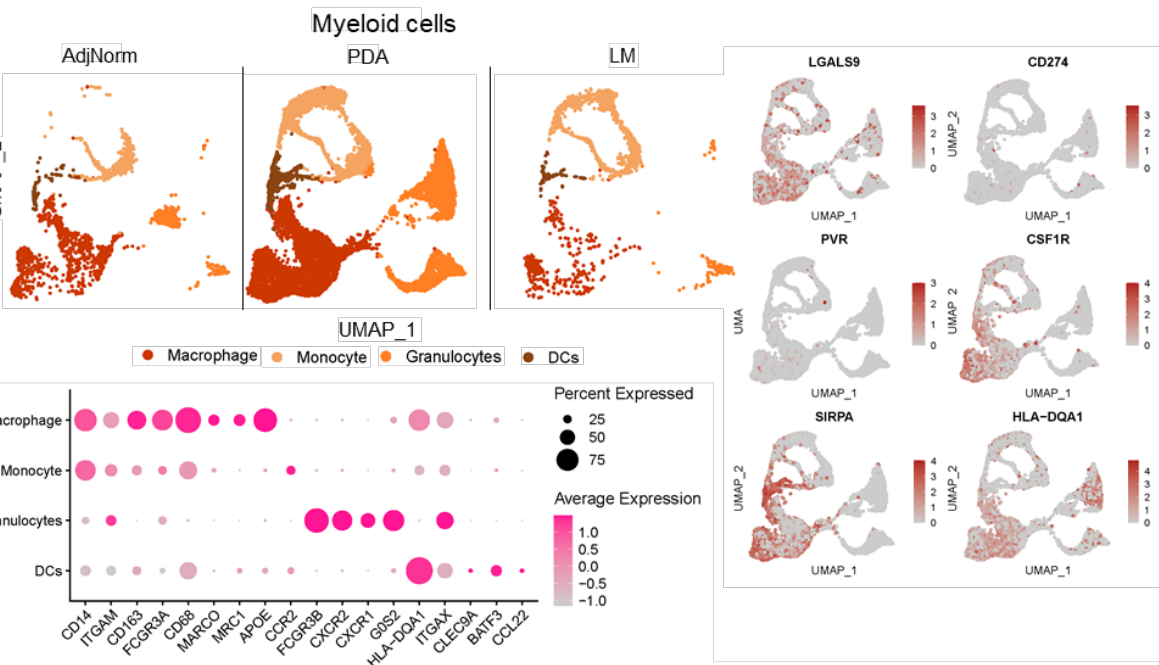 Myeloid cells
AdjNorm
PDA
LM
UMAP_1
Macrophage
Monocyte
Granulocytes
DCs
acrophage
Monocyte
anulocytes
DCs
CD14
ITGAM
CD163
FCGR3A
CD68
MARCO
MRC1
APOE
CCR2
FCGR3B
CXCR2
CXCR1
G0S2
HLA-DQA1
ITGAX
CLEC9A
BATF3
CCL22
Percent Expressed
25
50
75
Average Expression
1.0
0.5
0.0
−0.5
−1.0
LGALS9
3
2
1
0
UMAP_1
CD274
UMAP_2
3
2
1
0
UMAP_1
PVR
UMA
3
2
1
0
UMAP_1
CSF1R
UMAP_2
4
3
2
1
0
UMAP_1
SIRPA
UMAP_2
4
3
2
1
0
UMAP_1
HLA−DQA1
UMAP_2
4
3
2
1
0
UMAP_1